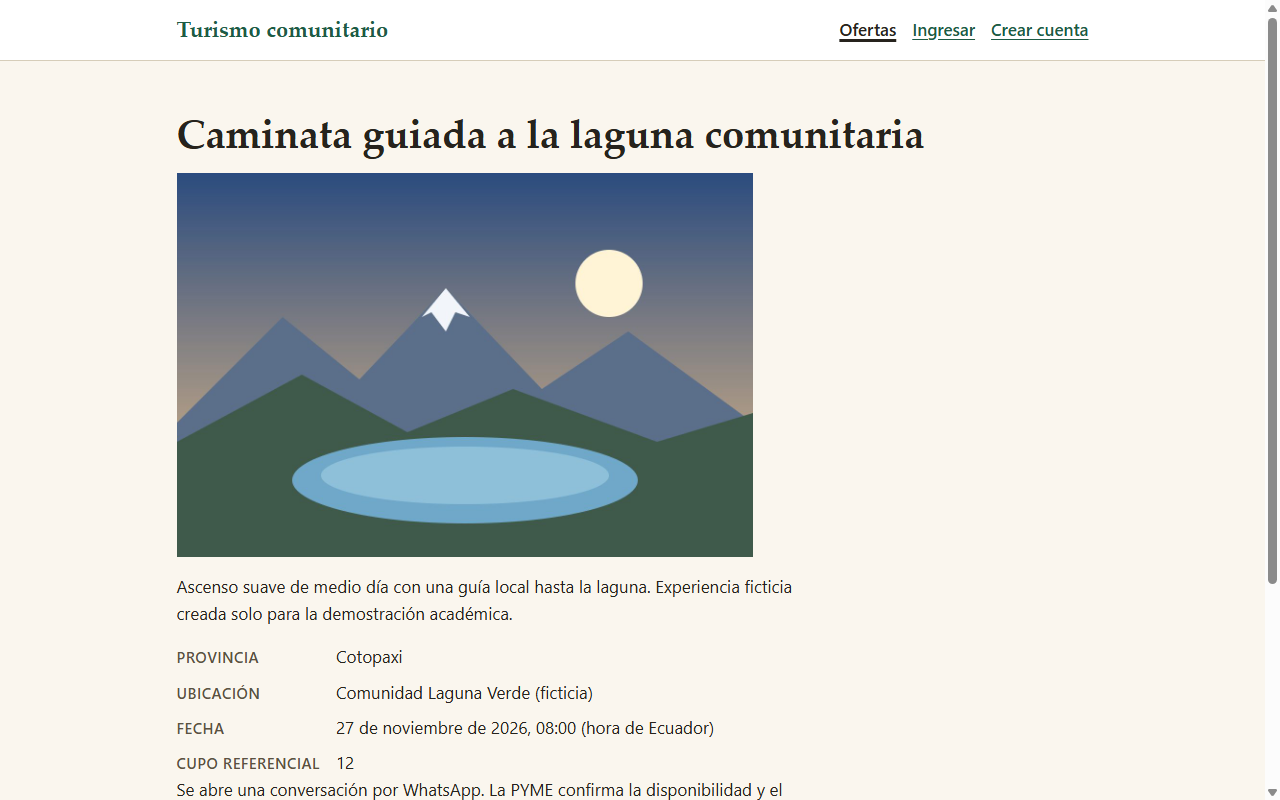 Turismo comunitario
Ofertas Ingresar Crear cuenta
Caminata guiada a la laguna comunitaria
Ascenso suave de medio día con una guía local hasta la laguna. Experiencia ficticia
creada solo para la demostración académica.
PROVINCIA Cotopaxi
UBICACIÓN Comunidad Laguna Verde (ficticia)
FECHA 27 de noviembre de 2026, 08:00 (hora de Ecuador)
CUPO REFERENCIAL 12
Se abre una conversación por WhatsApp. La PYME confirma la disponibilidad y el